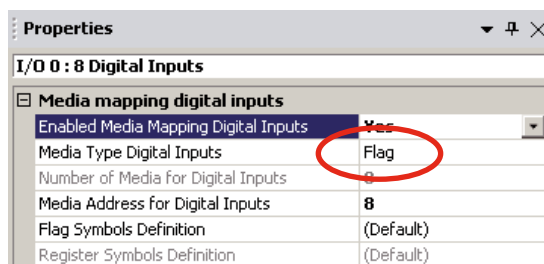 Properties
I/O 0 : 8 Digital Inputs
Media mapping digital inputs
Enabled Media Mapping Digital Inputs Yes
Media Type Digital Inputs Flag
Number of Media for Digital Inputs 8
Media Address for Digital Inputs 8
Flag Symbols Definition (Default)
Register Symbols Definition (Default)